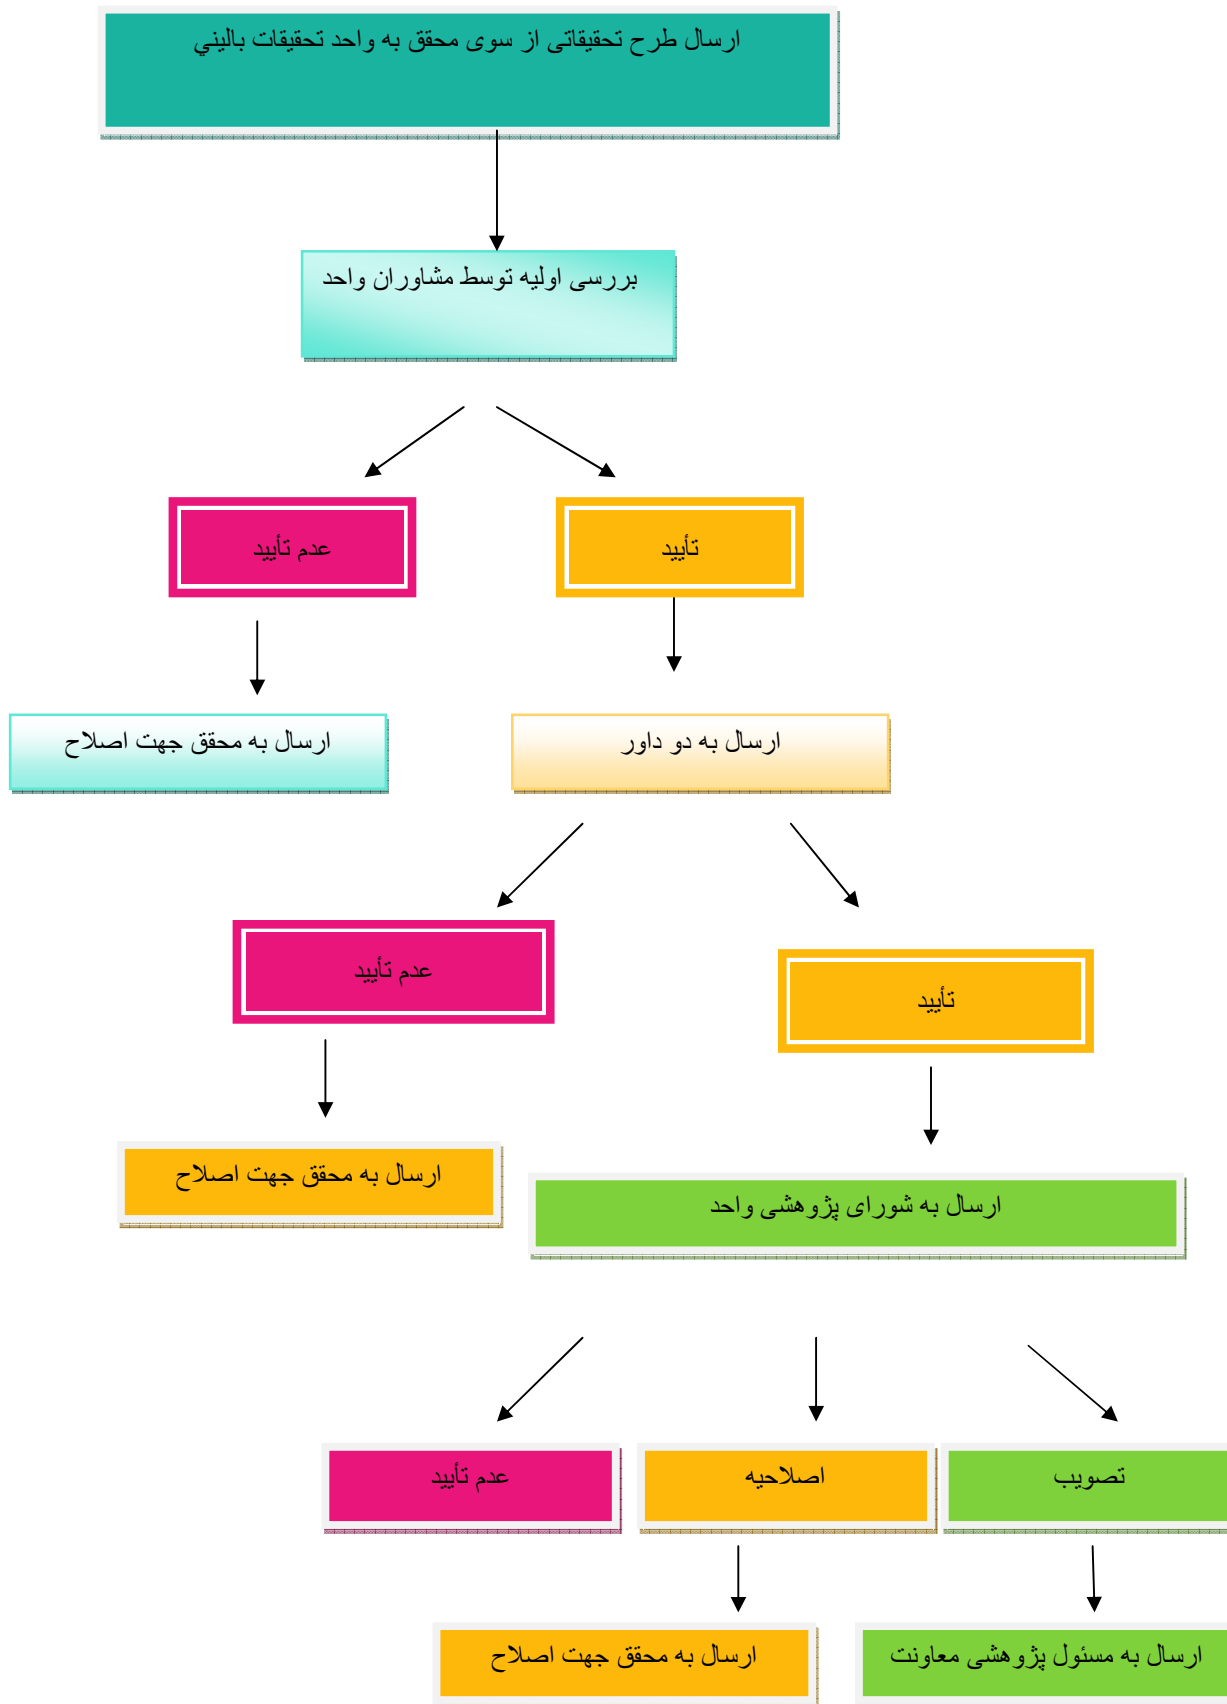 ارسال طرح تحقیقاتی از سوی محقق به واحد تحقیقات باليني
بررسی اولیه توسط مشاوران واحد
تأیید
عدم تأیید
ارسال به دو داور
ارسال به محقق جهت اصلاح
عدم تأیید
تأیید
ارسال به محقق جهت اصلاح
ارسال به شورای پژوهشی واحد
تصویب
اصلاحیه
عدم تأیید
ارسال به مسئول پژوهشی معاونت
ارسال به محقق جهت اصلاح